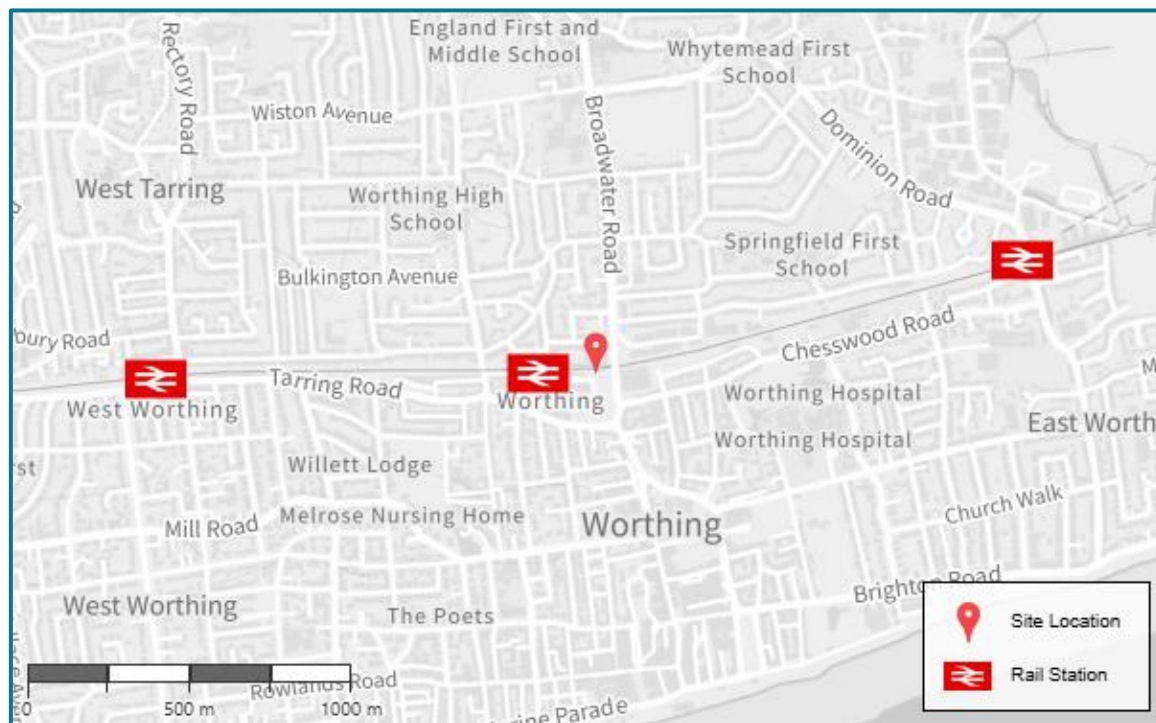 England First and
Middle School
Whytemead First
School
Rectory Road
Wiston Avenue
Broadwater Road
Dominion Road
West Tarring
Worthing High
School
Springfield First
School
Bulkington Avenue
bury Road
Chesswood Road
Tarring Road
West Worthing
Worthing
Worthing Hospital
East Worth
Worthing Hospital
Willett Lodge
rst
Melrose Nursing Home
Church Walk
Mill Road
Worthing
Brighton Road
West Worthing
The Poets
Site Location
Rail Station
Rowlands Road
0
500 m
1000 m
rine Parade